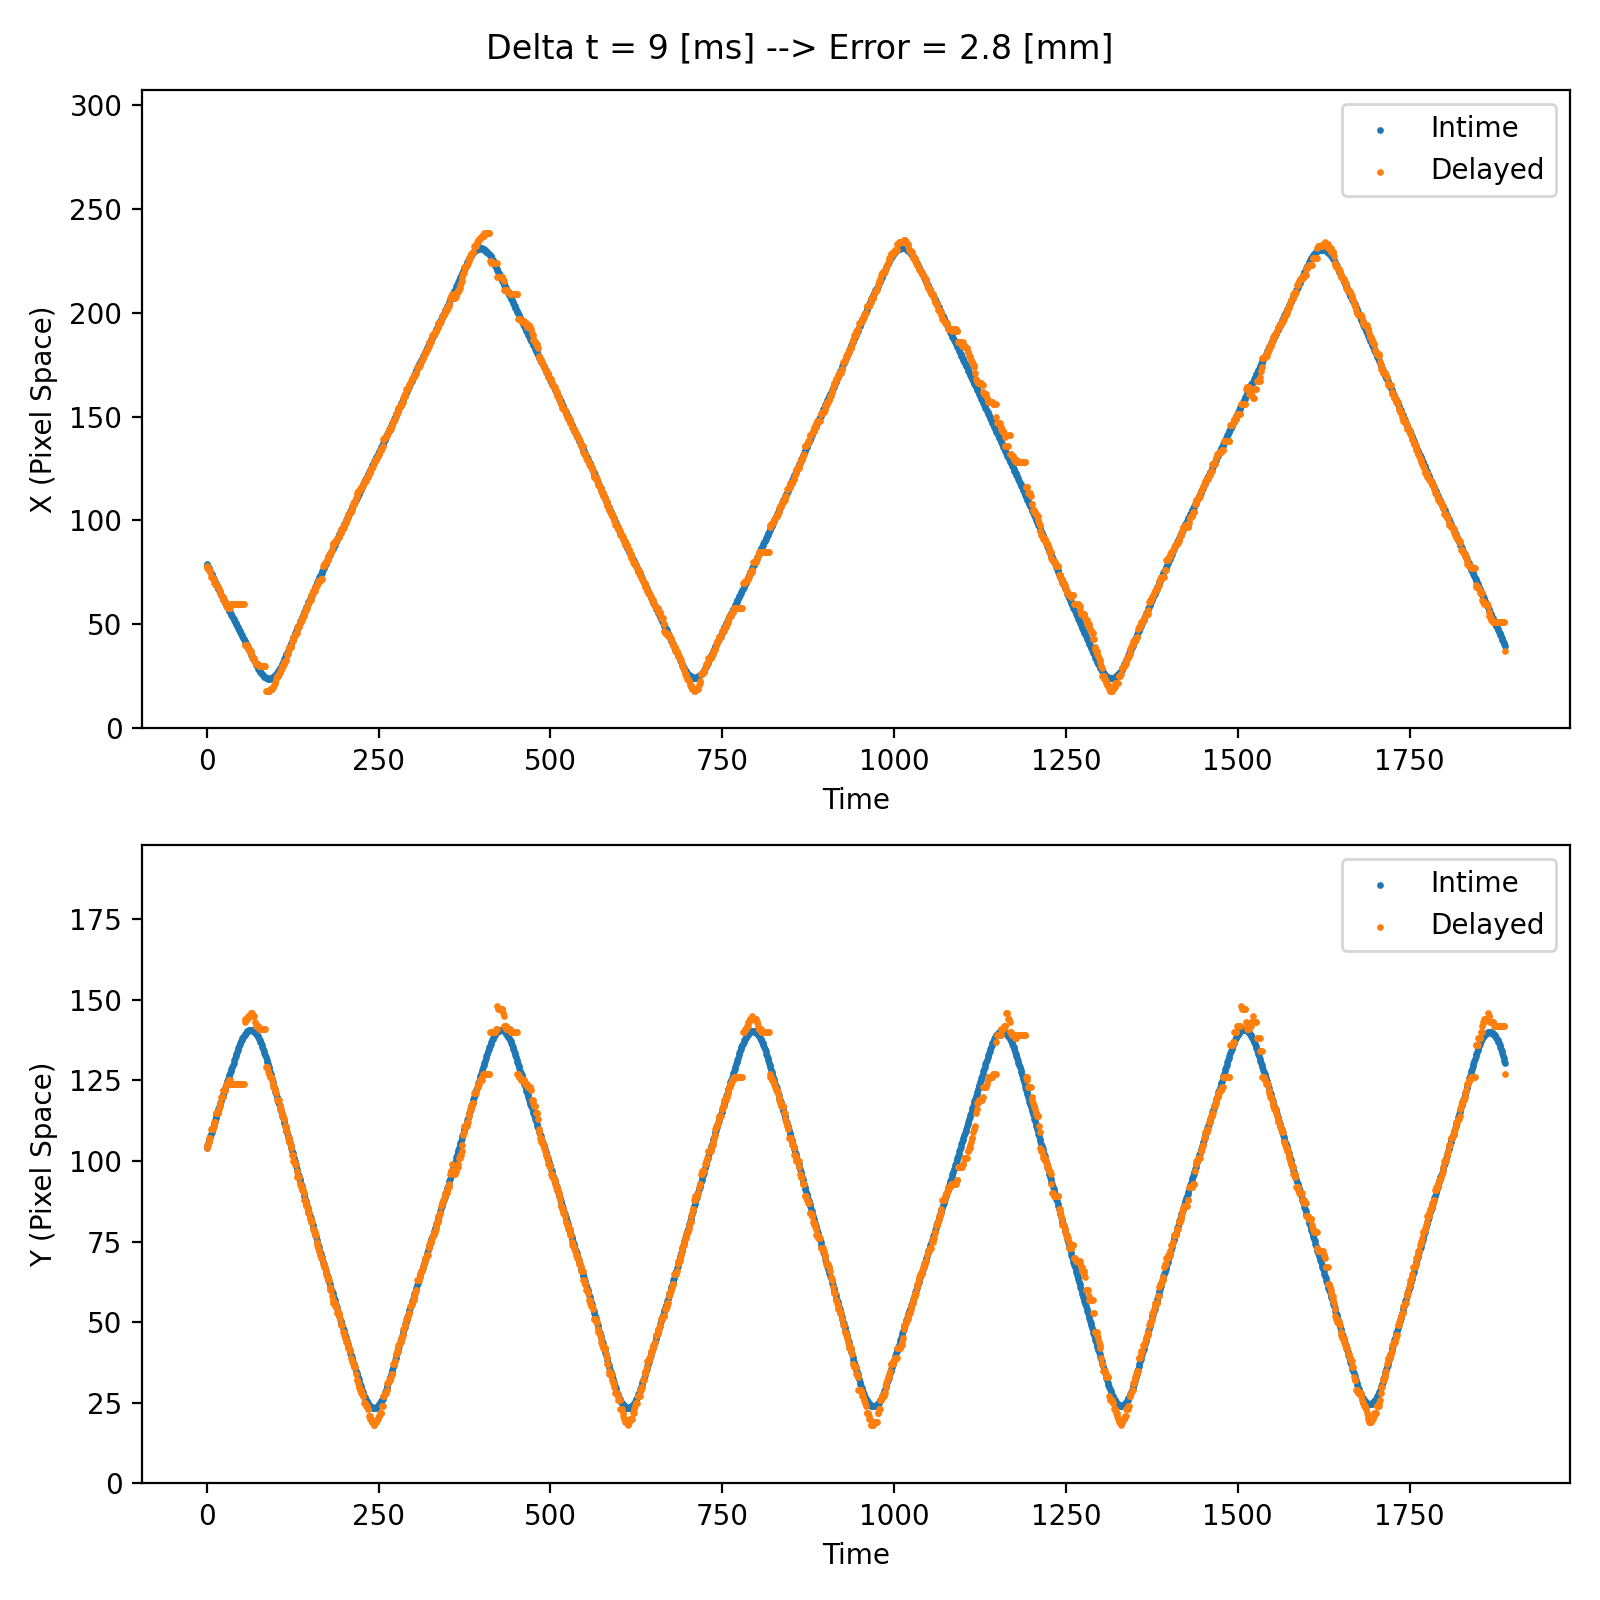 Delta t = 9 [ms] --> Error = 2.8 [mm]
300
250
200
150
100
50
0
X (Pixel Space)
Intime
Delayed
0 250 500 750 1000 1250 1500 1750
Time
175
150
125
100
75
50
25
0
Y (Pixel Space)
Intime
Delayed
0 250 500 750 1000 1250 1500 1750
Time